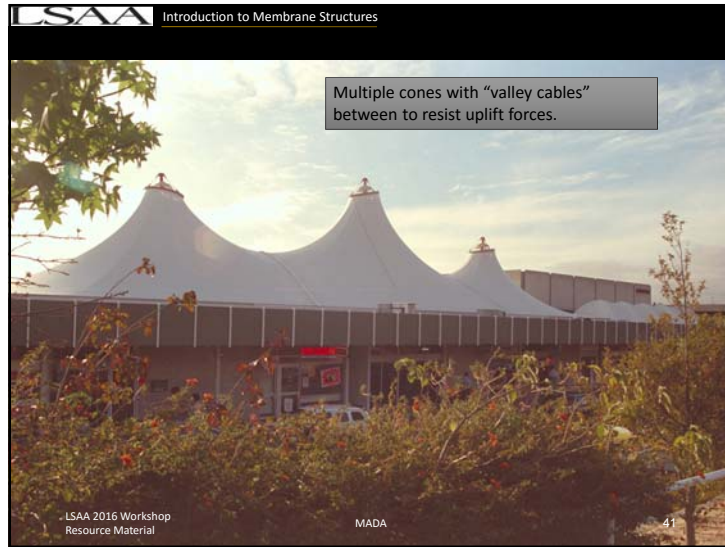 LSAA Introduction to Membrane Structures
Multiple cones with “valley cables”
between to resist uplift forces.
LSAA 2016 Workshop
Resource Material
MADA
41